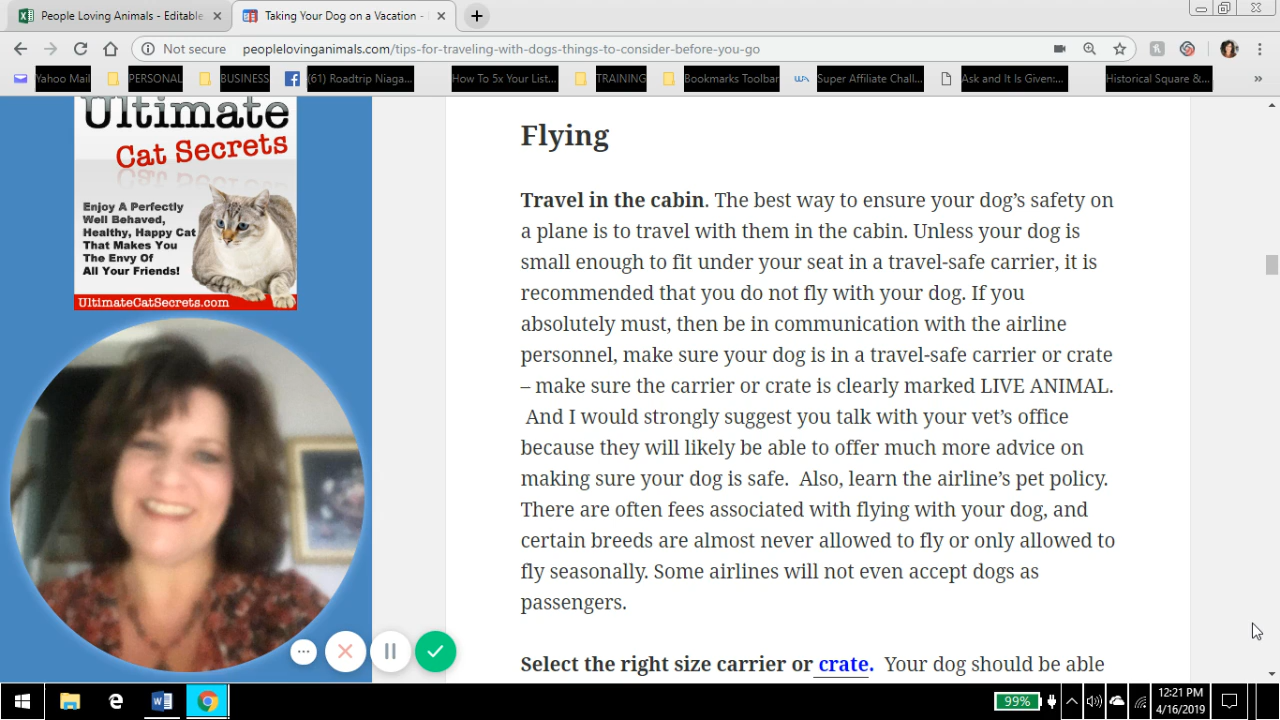 People Loving Animals - Editable
Taking Your Dog on a Vacation -
Not secure
peoplelovinganimals.com/tips-for-traveling-with-dogs-things-to-consider-before-you-go
Yahoo Mail
PERSONAL
BUSINESS
(61) Roadtrip Niaga...
How To 5x Your List...
TRAINING
Bookmarks Toolbar
Super Affiliate Chall...
Ask and It Is Given:...
Historical Square &...
»
Ultimate
Cat Secrets
Enjoy A Perfectly
Well Behaved,
Healthy, Happy Cat
That Makes You
The Envy Of
All Your Friends!
UltimateCatSecrets.com
Flying
Travel in the cabin. The best way to ensure your dog’s safety on
a plane is to travel with them in the cabin. Unless your dog is
small enough to fit under your seat in a travel-safe carrier, it is
recommended that you do not fly with your dog. If you
absolutely must, then be in communication with the airline
personnel, make sure your dog is in a travel-safe carrier or crate
– make sure the carrier or crate is clearly marked LIVE ANIMAL.
And I would strongly suggest you talk with your vet’s office
because they will likely be able to offer much more advice on
making sure your dog is safe.  Also, learn the airline’s pet policy.
There are often fees associated with flying with your dog, and
certain breeds are almost never allowed to fly or only allowed to
fly seasonally. Some airlines will not even accept dogs as
passengers.
Select the right size carrier or crate.  Your dog should be able
99%
12:21 PM
4/16/2019